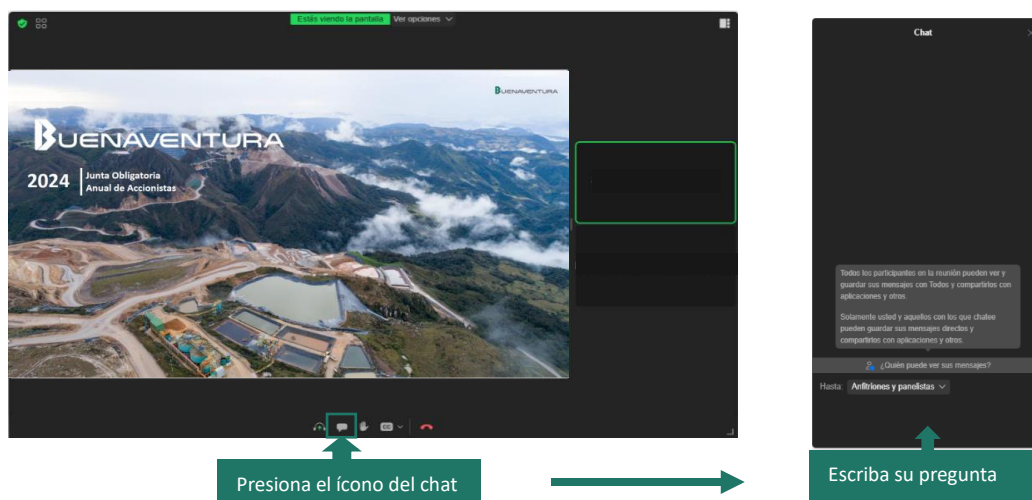 Estás viendo la pantalla Ver opciones
Chat
BUENAVENTURA
BUENAVENTURA
2024
Junta Obligatoria
Anual de Accionistas
Todos los participantes en la reunión pueden ver y
guardar sus mensajes con Todos y compartirlos con
aplicaciones y otros.
Solamente usted y aquellos con los que chatee
pueden guardar sus mensajes directos y
compartirlos con aplicaciones y otros.
¿Quién puede ver sus mensajes?
Hasta: Anfitriones y panelistas
CC
Presiona el ícono del chat
Escriba su pregunta